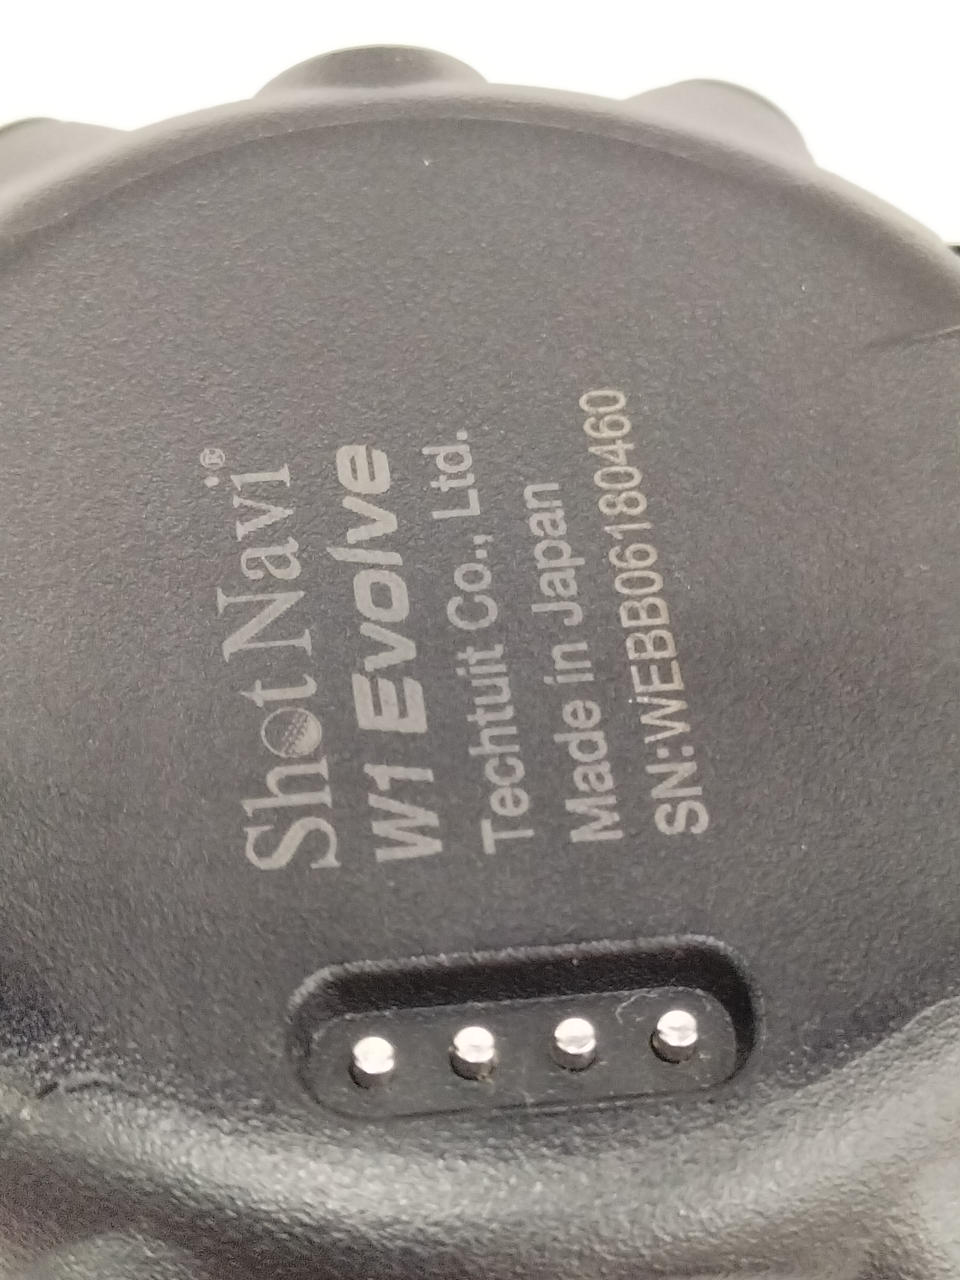 Shot Navi®
W1 Evolve
Techtuit Co., Ltd.
Made in Japan
SN:WEBB06180460